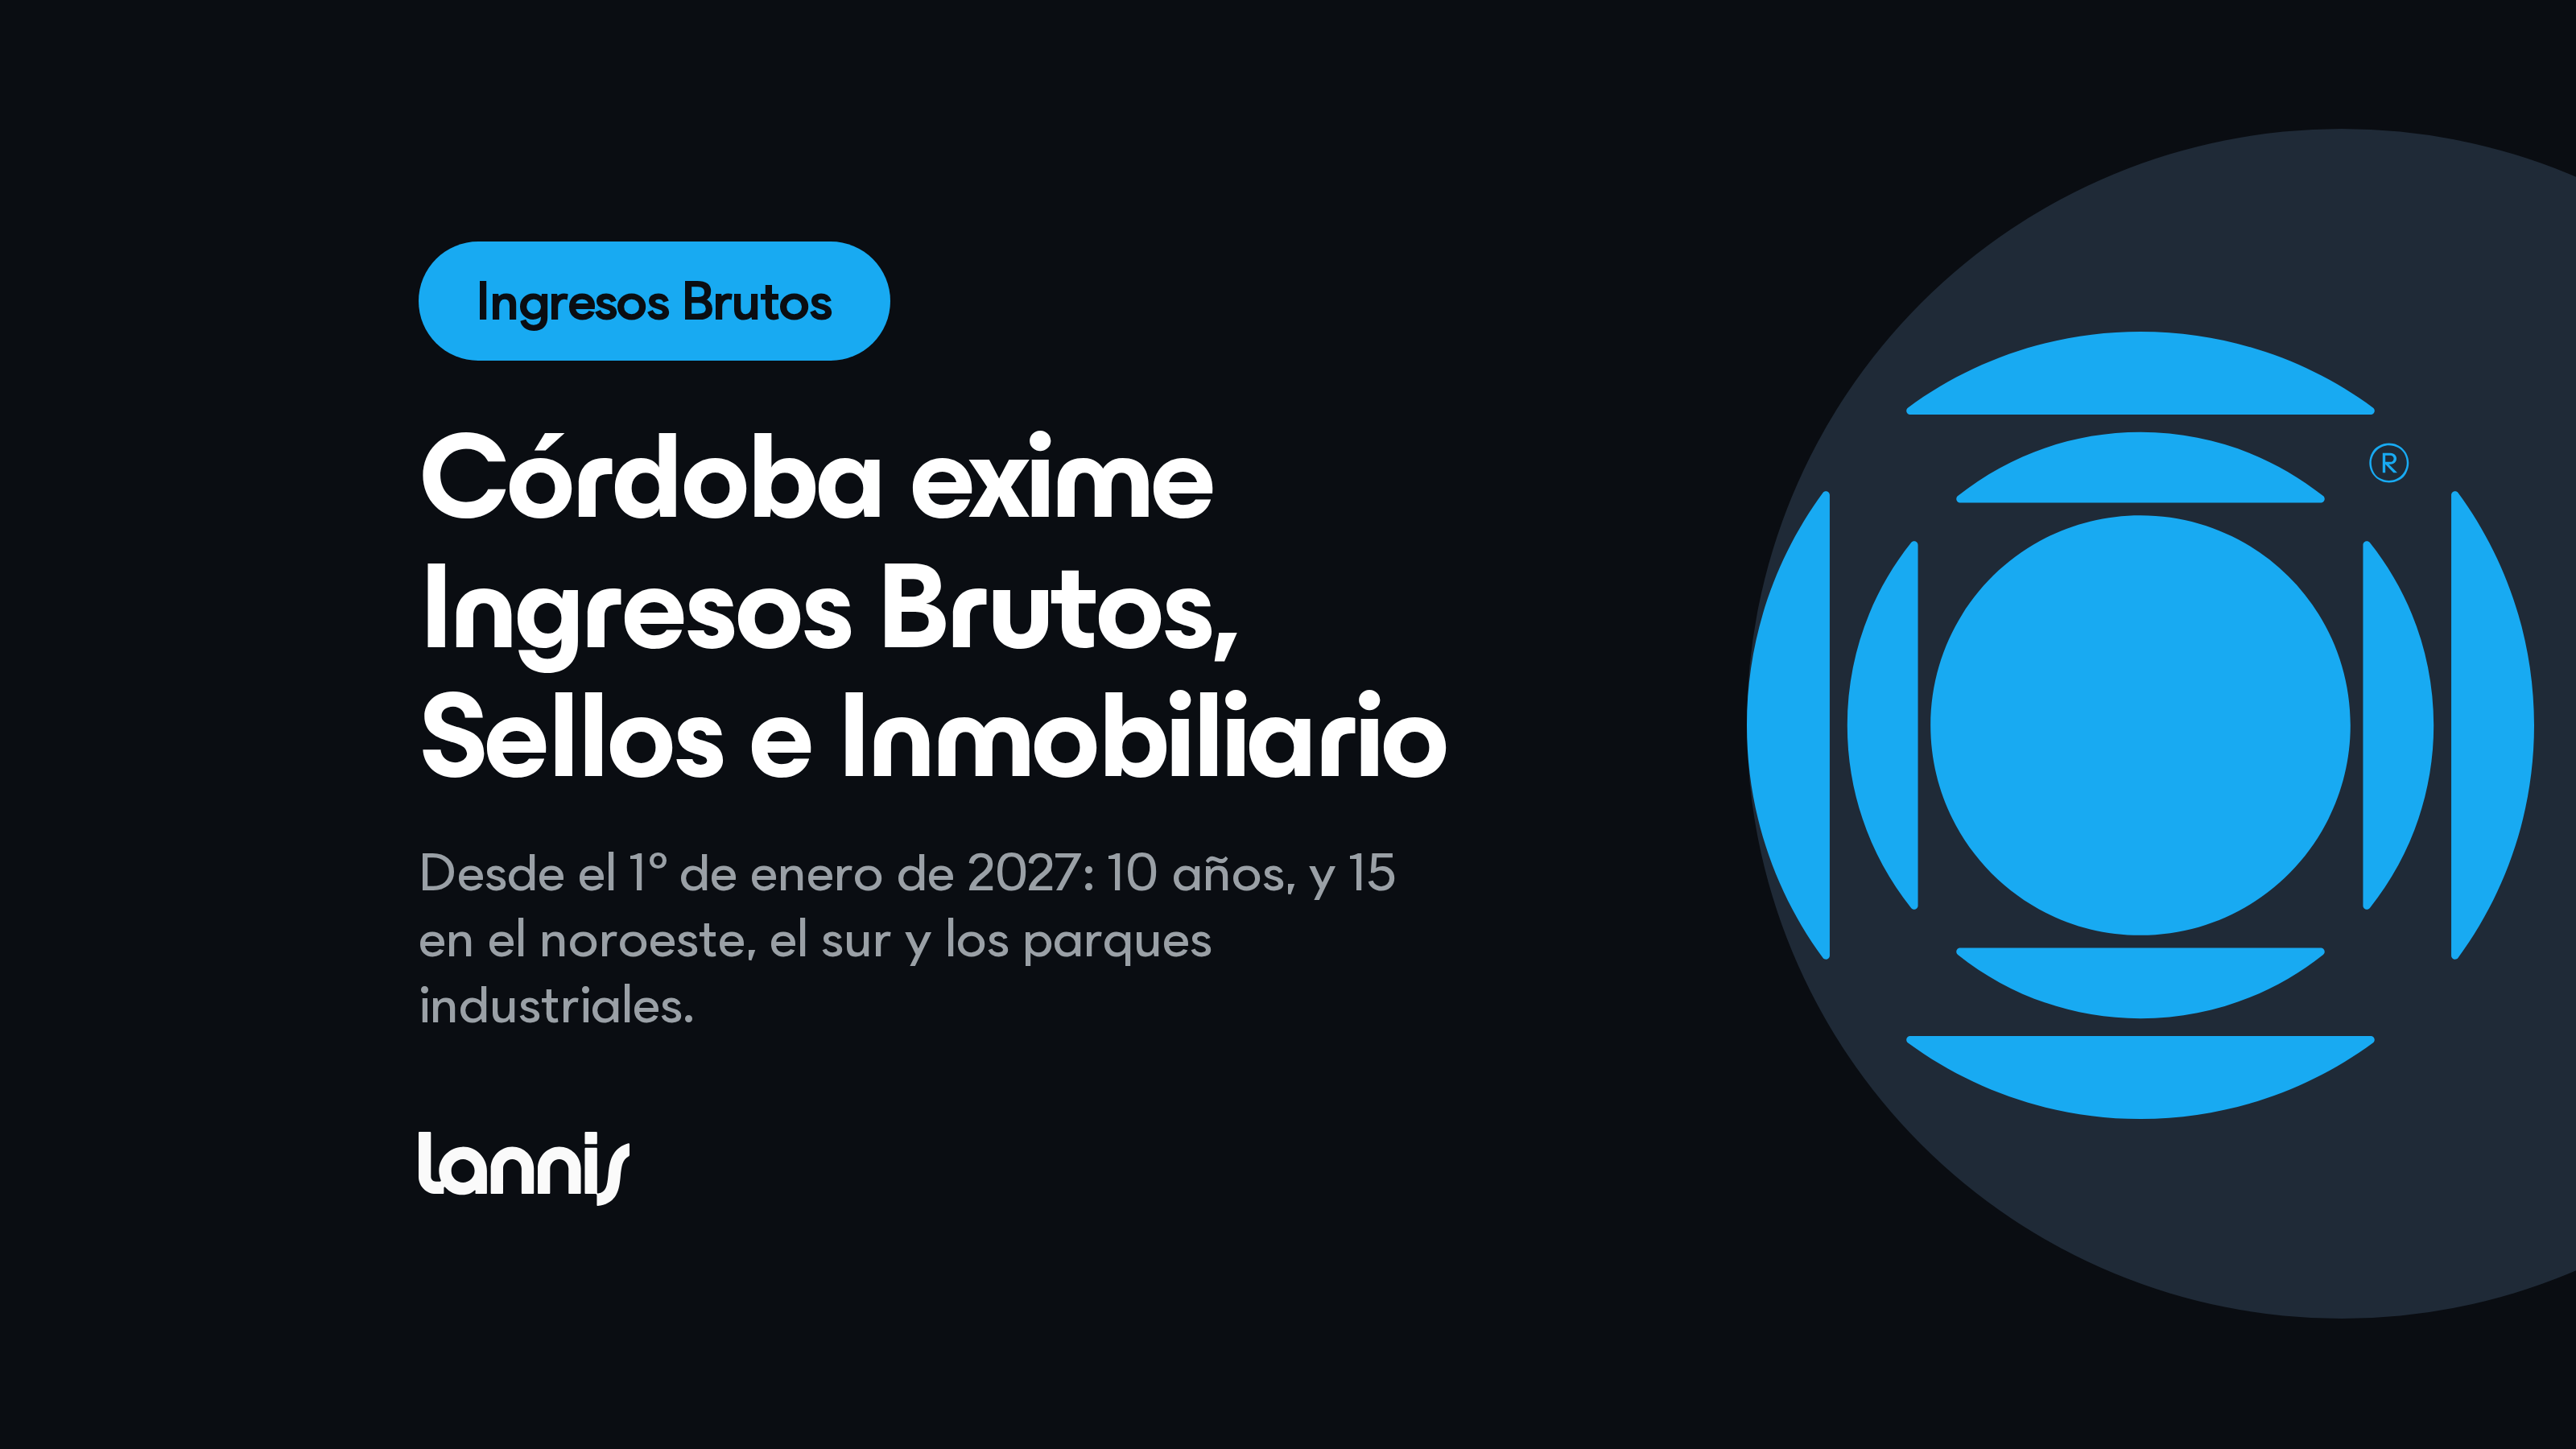 Ingresos Brutos
Córdoba exime
Ingresos Brutos,
Sellos e Inmobiliario
®
Desde el 1° de enero de 2027: 10 años, y 15
en el noroeste, el sur y los parques
industriales.
lannis